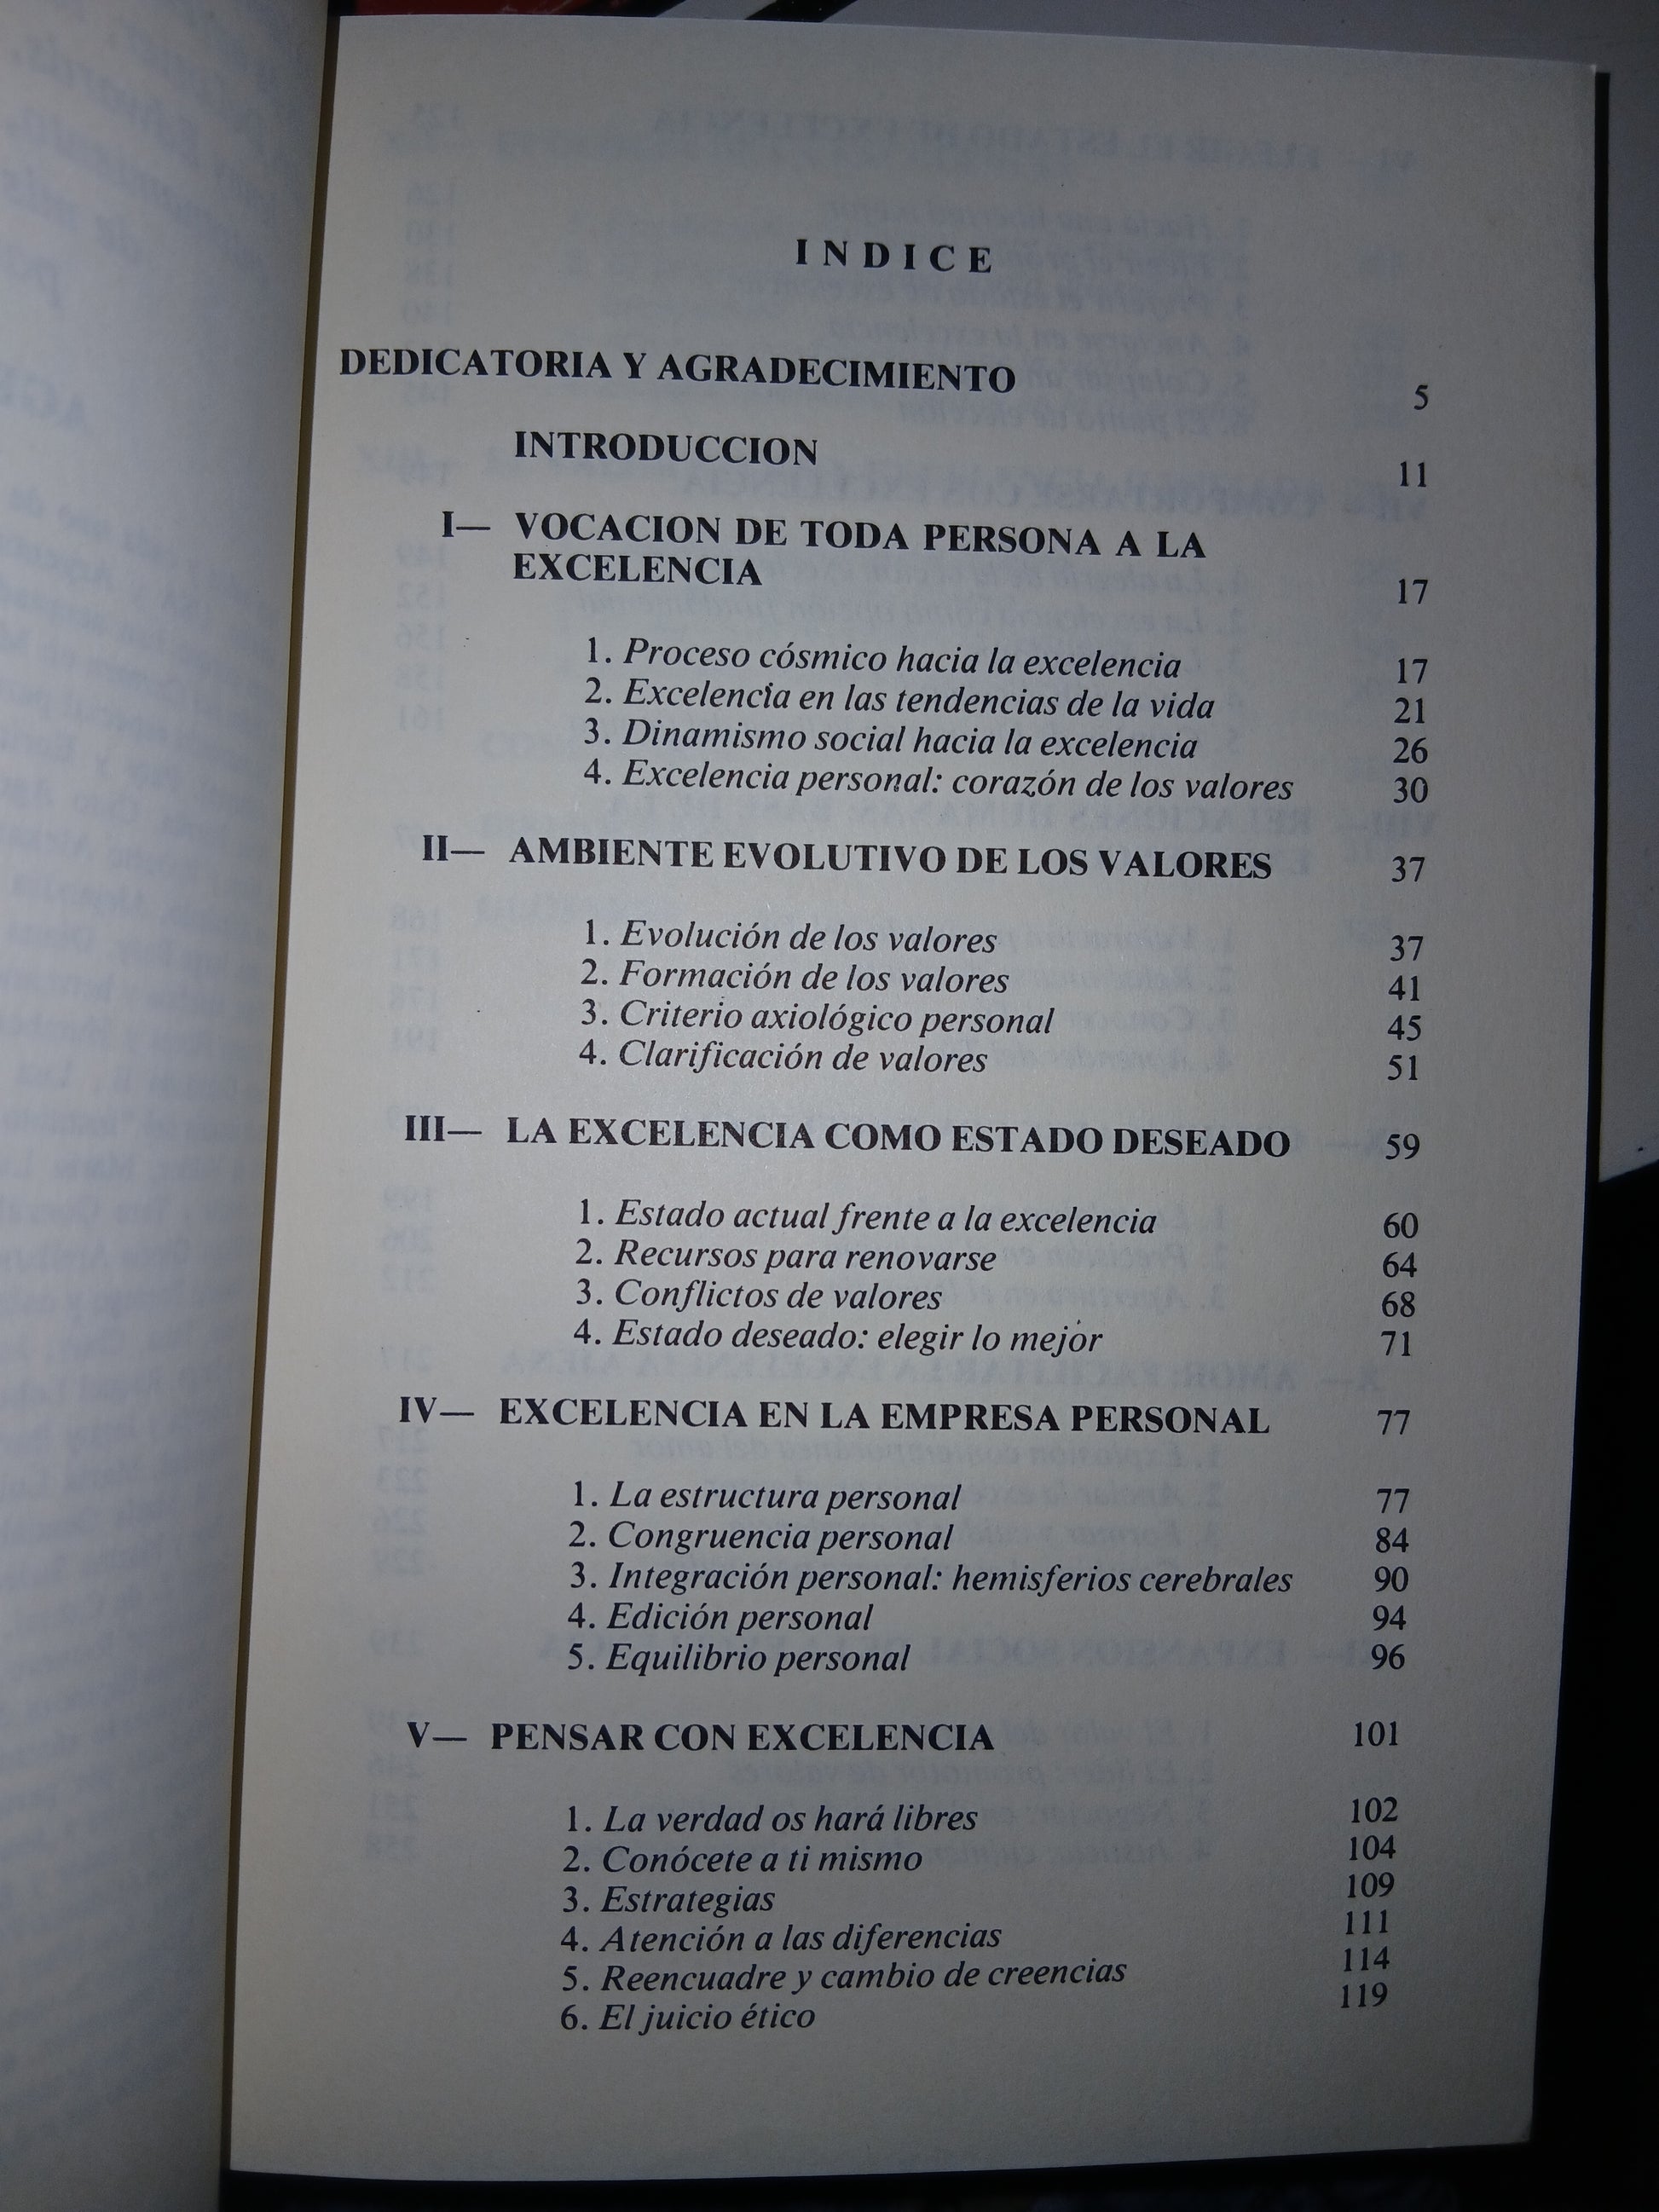 INDICE
DEDICATORIA Y AGRADECIMIENTO 5
INTRODUCCION 11
I— VOCACION DE TODA PERSONA A LA
EXCELENCIA 17
1. Proceso cósmico hacia la excelencia 17
2. Excelencia en las tendencias de la vida 21
3. Dinamismo social hacia la excelencia 26
4. Excelencia personal: corazón de los valores 30
II— AMBIENTE EVOLUTIVO DE LOS VALORES 37
1. Evolución de los valores 37
2. Formación de los valores 41
3. Criterio axiológico personal 45
4. Clarificación de valores 51
III— LA EXCELENCIA COMO ESTADO DESEADO 59
1. Estado actual frente a la excelencia 60
2. Recursos para renovarse 64
3. Conflictos de valores 68
4. Estado deseado: elegir lo mejor 71
IV— EXCELENCIA EN LA EMPRESA PERSONAL 77
1. La estructura personal 77
2. Congruencia personal 84
3. Integración personal: hemisferios cerebrales 90
4. Edición personal 94
5. Equilibrio personal 96
V— PENSAR CON EXCELENCIA 101
1. La verdad os hará libres 102
2. Conócete a ti mismo 104
3. Estrategias 109
4. Atención a las diferencias 111
5. Reencuadre y cambio de creencias 114
6. El juicio ético 119